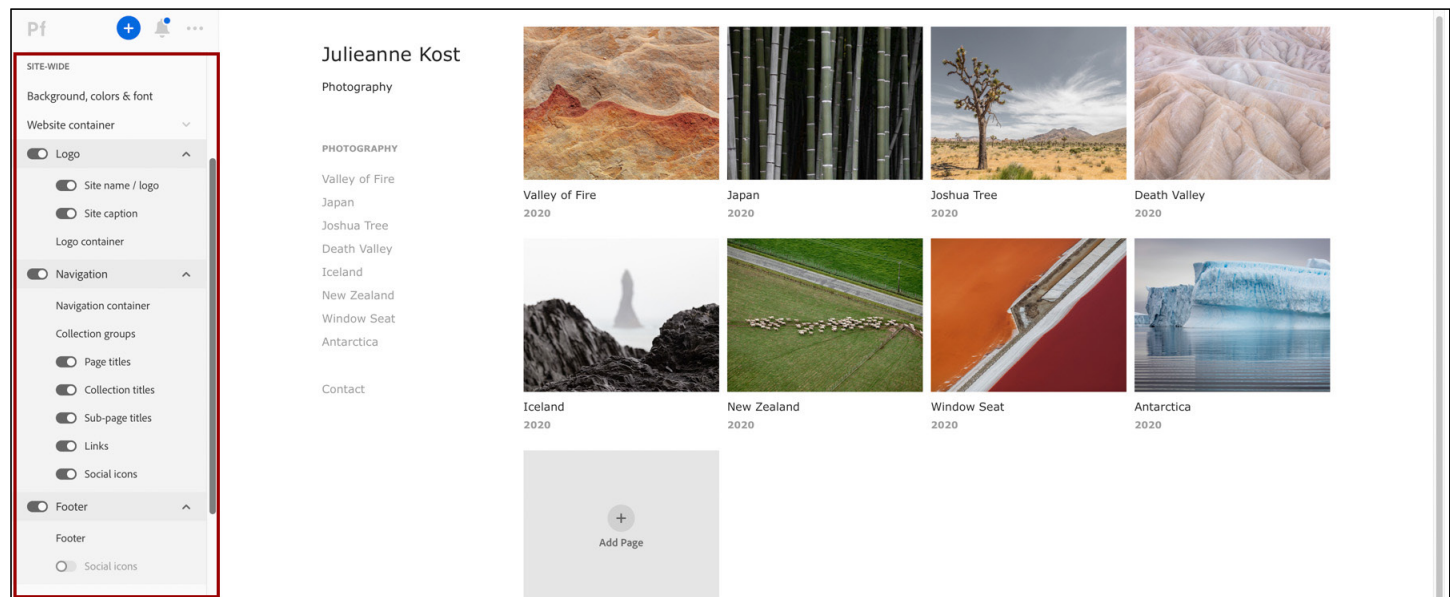 Pf
SITE-WIDE
Background, colors & font
Website container
Logo
Site name / logo
Site caption
Logo container
Navigation
Navigation container
Collection groups
Page titles
Collection titles
Sub-page titles
Links
Social icons
Footer
Footer
Social icons
Julieanne Kost
Photography
PHOTOGRAPHY
Valley of Fire
Japan
Joshua Tree
Death Valley
Iceland
New Zealand
Window Seat
Antarctica
Contact
Valley of Fire
2020
Japan
2020
Joshua Tree
2020
Death Valley
2020
Iceland
2020
New Zealand
2020
Window Seat
2020
Antarctica
2020
Add Page